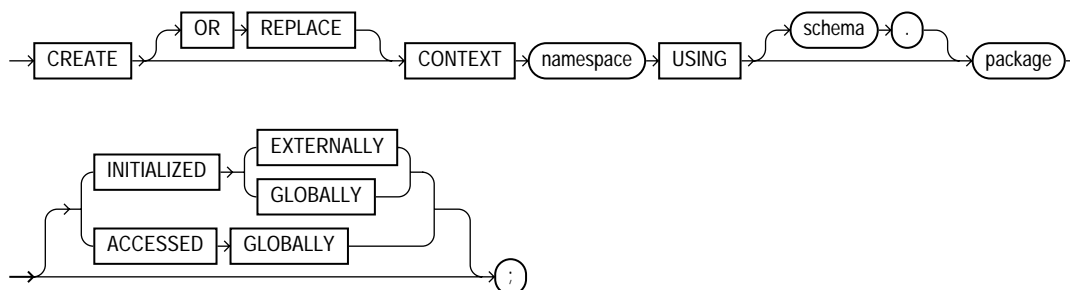 OR REPLACE schema .
CREATE CONTEXT namespace USING package
EXTERNALLY
INITIALIZED
GLOBALLY
ACCESSED GLOBALLY
;